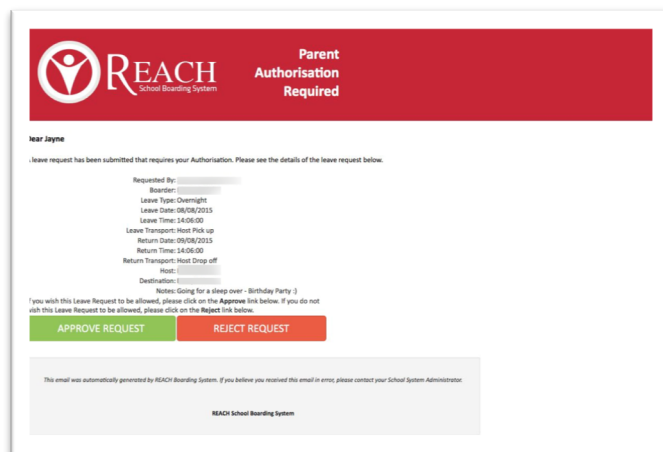 REACH
School Boarding System
Parent
Authorisation
Required
Dear Jayne
leave request has been submitted that requires your Authorisation. Please see the details of the leave request below.
Requested By:
Boarder:
Leave Type: Overnight
Leave Date: 08/08/2015
Leave Time: 14:06:00
Leave Transport: Host Pick up
Return Date: 09/08/2015
Return Time: 14:06:00
Return Transport: Host Drop off
Host:
Destination:
Notes: Going for a sleep over - Birthday Party :)
f you wish this Leave Request to be allowed, please click on the Approve link below. If you do not
wish this Leave Request to be allowed, please click on the Reject link below.
APPROVE REQUEST REJECT REQUEST
This email was automatically generated by REACH Boarding System. If you believe you received this email in error, please contact your School System Administrator.
REACH School Boarding System